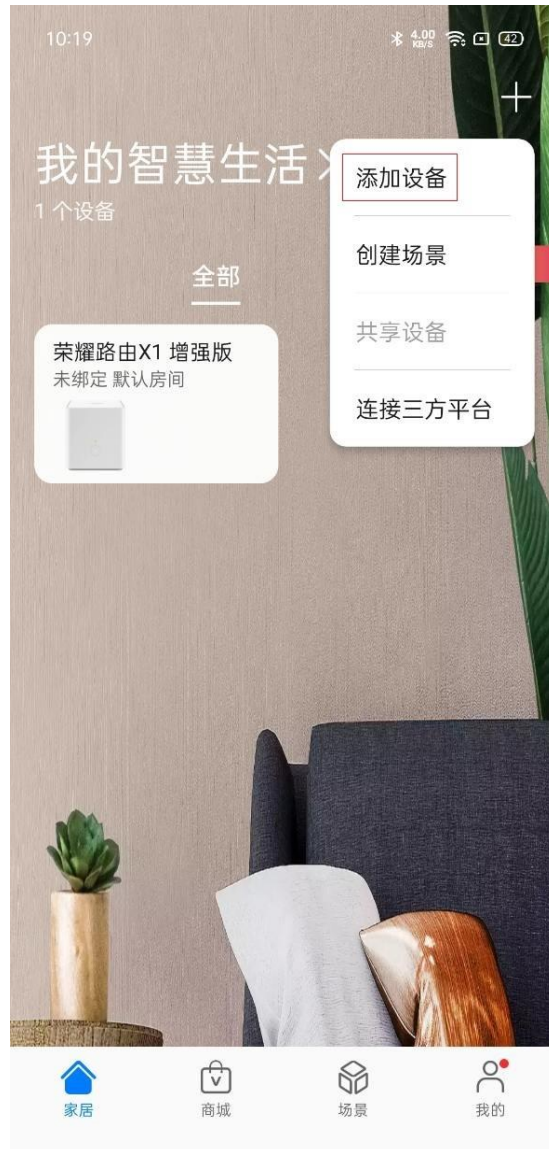 10:19
4.00
KB/S
42
我的智慧生活
1 个设备
全部
荣耀路由X1 增强版
未绑定 默认房间
添加设备
创建场景
共享设备
连接三方平台
家居
商城
场景
我的